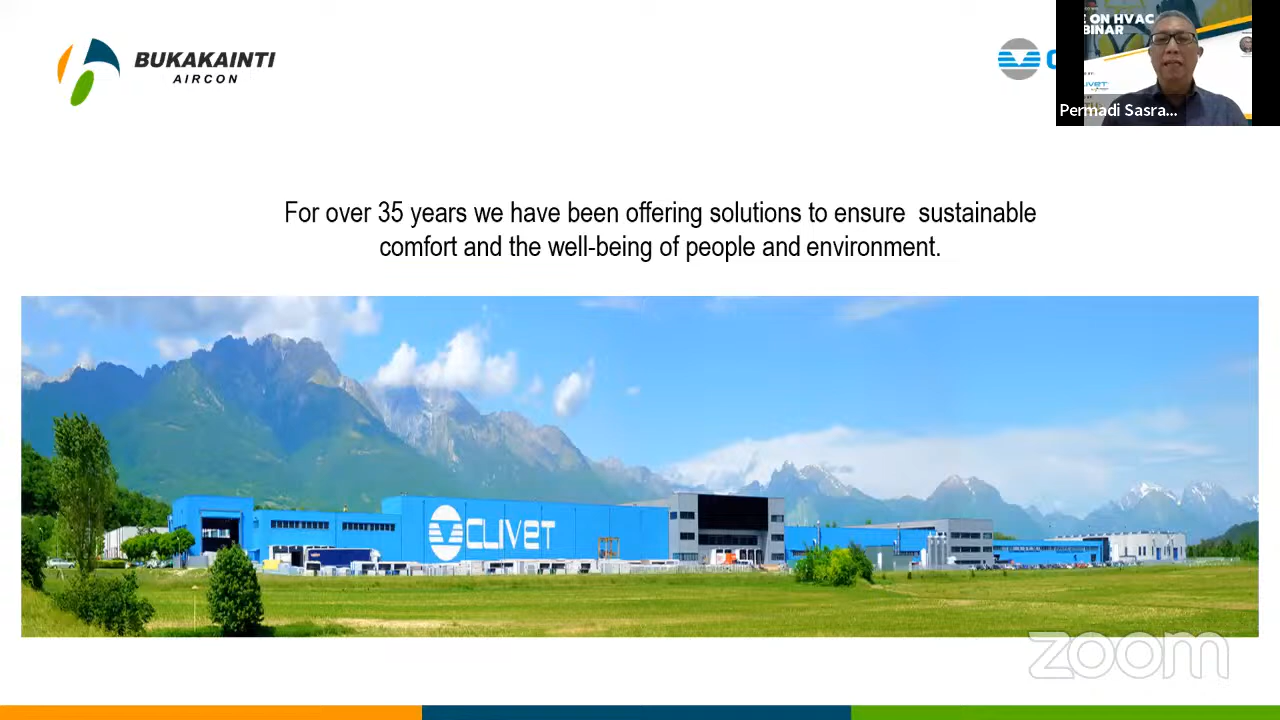 BUKAKAINTI
AIRCON
E ON HVAC
BINAR
Permadi Sasra...
For over 35 years we have been offering solutions to ensure sustainable
comfort and the well-being of people and environment.
CLIVET
zoom